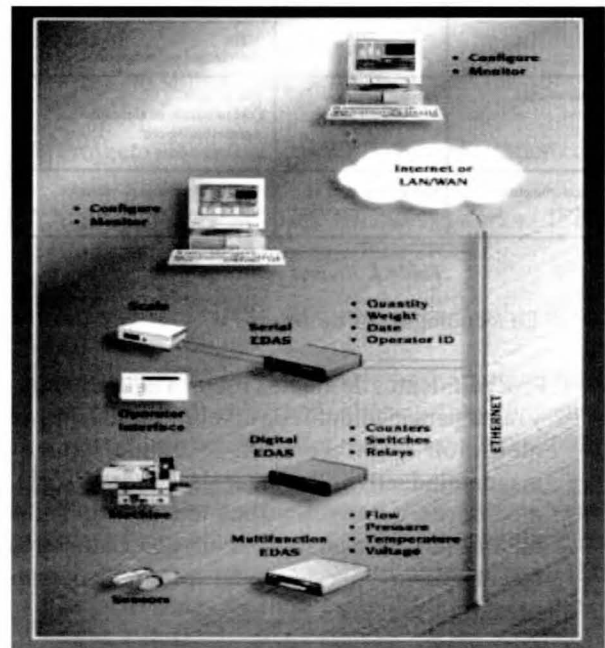 • Configure
• Monitor
Internet or
LAN/WAN
• Configure
• Monitor
Scale
Serial
EDAS
• Quantity
• Weight
• Date
• Operator ID
Operator
Interface
Digital
EDAS
• Counters
• Switches
• Relays
Machine
Multifunction
EDAS
• Flow
• Pressure
• Temperature
• Voltage
Sensors
ETHERNET